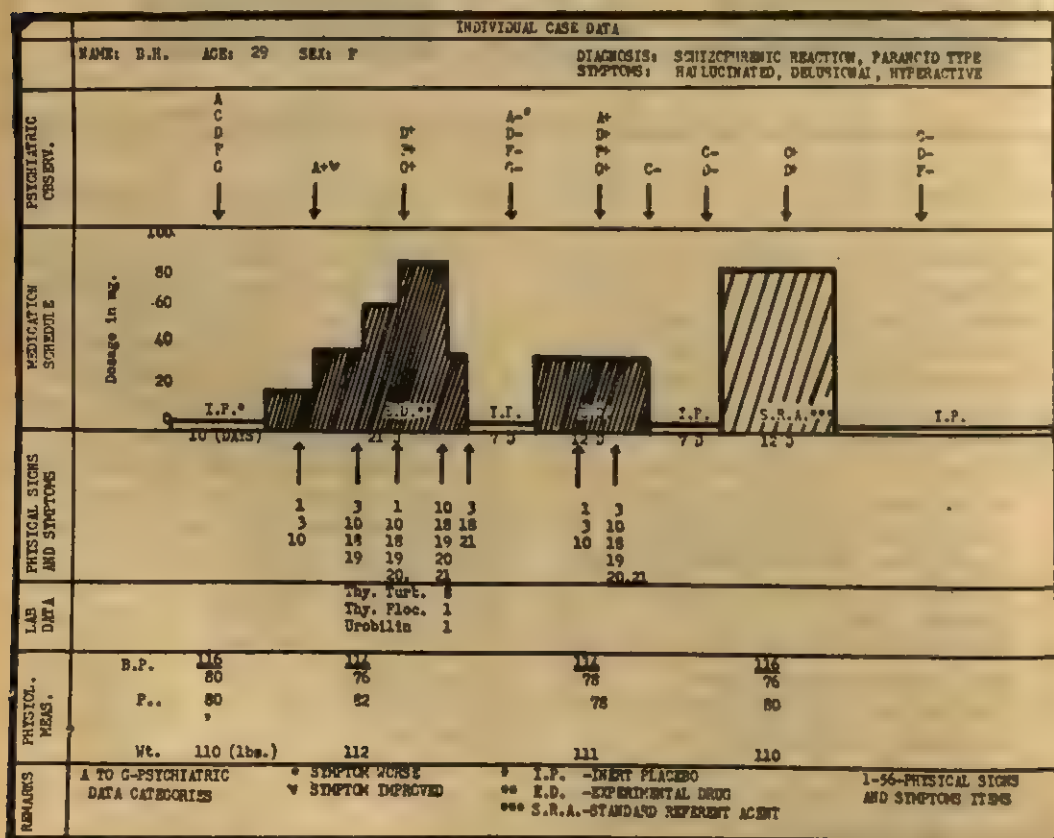 INDIVIDUAL CASE DATA
NAME: B.H. AGE: 29 SEX: F
DIAGNOSIS: SCHIZOPHRENIC REACTION, PARANOID TYPE
SYMPTOMS: HALLUCINATED, DELUSIONAL, HYPERACTIVE
PSYCHIATRIC
OBSERV.
A
C
D
F
G
A+
D+
F+
G+
A-
D-
F-
G-
A+
D+
F+
G+
C-
C-
D-
C+
D+
C-
D-
F-
MEDICATION
SCHEDULE
Dosage in mg.
100
80
60
40
20
0
I.P.*
10 (DAYS)
E.D.**
21 D
I.P.
7 D
12 D
I.P.
7 D
S.R.A.***
12 D
I.P.
PHYSICAL SIGNS
AND SYMPTOMS
1 3 1 10 3 1 3
3 10 10 18 18 3 10
10 18 18 19 21 10 18
19 19 20 19
20. 21 20.21
LAB
DATA
Thy. Turb.
Thy. Floc. 1
Urobilin 1
PHYSIOL.
MEAS.
B.P. 116 114 114 116
80 76 78 76
P.. 80 82 78 80
Wt. 110 (lbs.) 112 111 110
REMARKS
A TO G-PSYCHIATRIC
DATA CATEGORIES
SYMPTOM WORSE
SYMPTOM IMPROVED
* I.P. -INERT PLACEBO
** E.D. -EXPERIMENTAL DRUG
*** S.R.A.-STANDARD REFERENT AGENT
1-56-PHYSICAL SIGNS
AND SYMPTOMS ITEMS